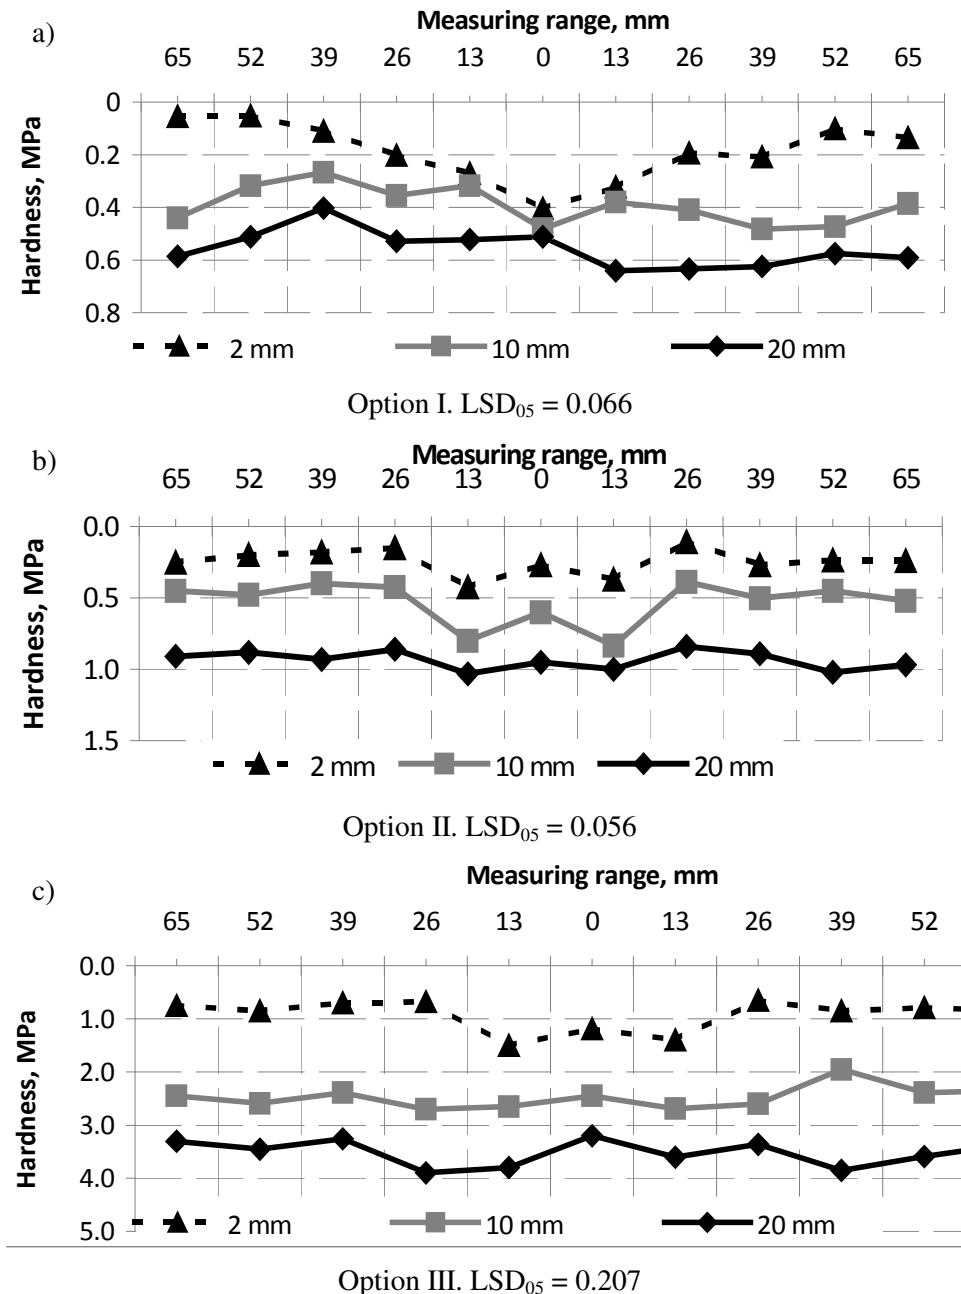 a)
Measuring range, mm
65 52 39 26 13 0 13 26 39 52 65
Hardness, MPa
0
0.2
0.4
0.6
0.8
2 mm 10 mm 20 mm
Option I. LSD05 = 0.066
b)
Measuring range, mm
65 52 39 26 13 0 13 26 39 52 65
Hardness, MPa
0.0
0.5
1.0
1.5
2 mm 10 mm 20 mm
Option II. LSD05 = 0.056
c)
Measuring range, mm
65 52 39 26 13 0 13 26 39 52
Hardness, MPa
0.0
1.0
2.0
3.0
4.0
5.0
2 mm 10 mm 20 mm
Option III. LSD05 = 0.207